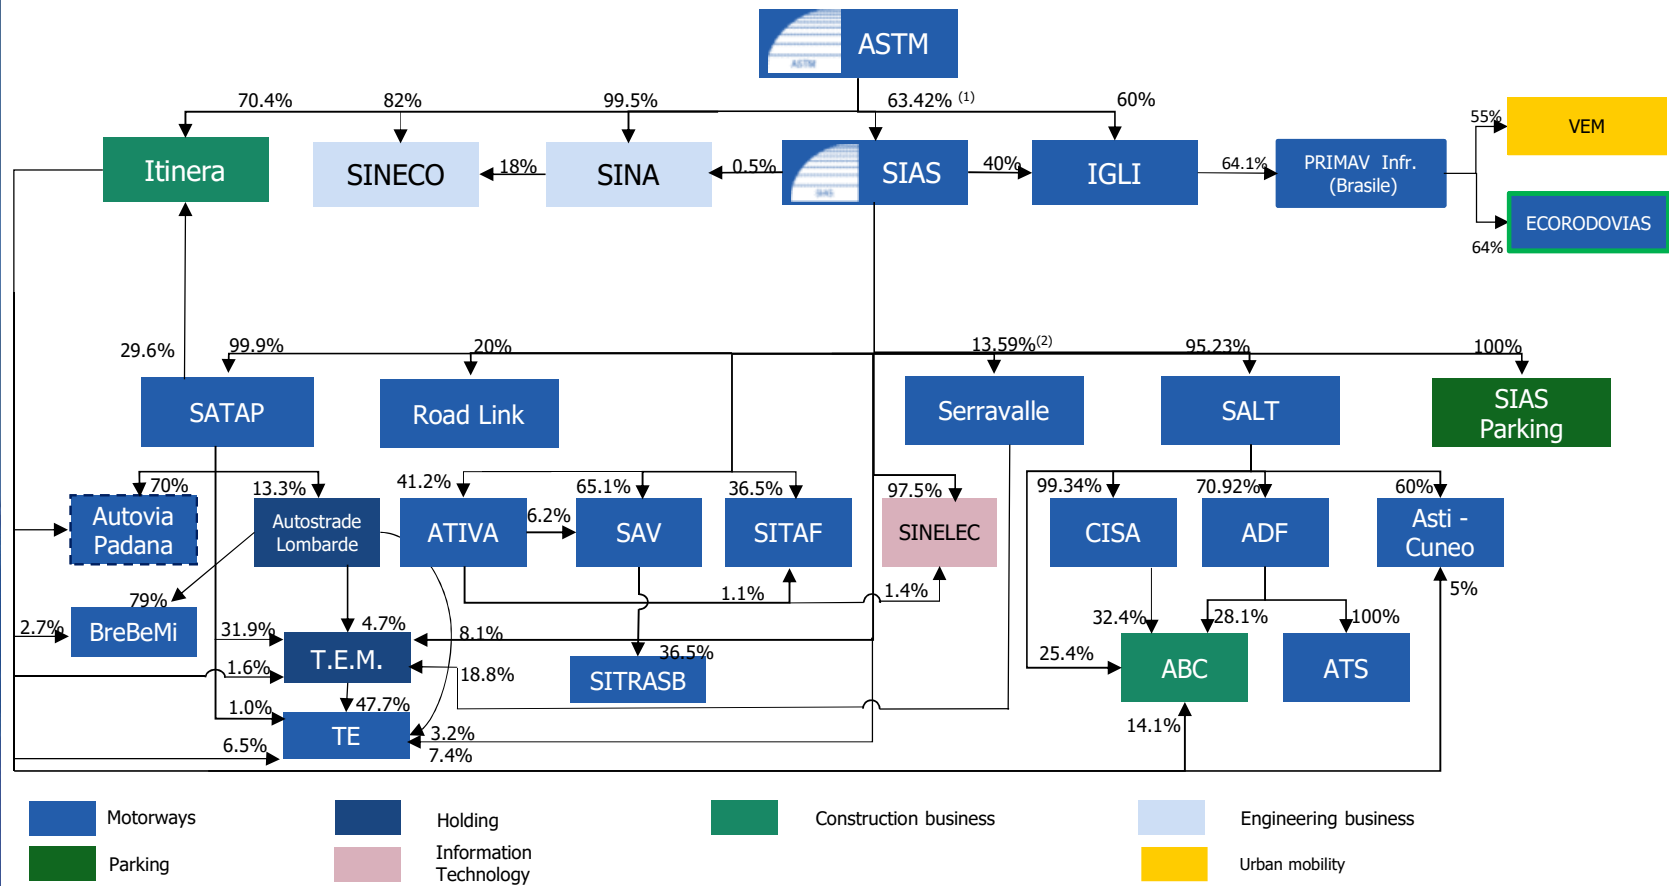 ASTM
ASTM
70.4%
82%
99.5%
63.42% (1)
60%
Itinera
SINECO
18%
SINA
0.5%
SIAS
SIAS
40%
IGLI
64.1%
PRIMAV Infr.
(Brasile)
55%
VEM
ECORODOVIAS
64%
29.6%
99.9%
20%
13.59%(2)
95.23%
100%
SATAP
Road Link
Serravalle
SALT
SIAS
Parking
70%
13.3%
41.2%
65.1%
36.5%
97.5%
99.34%
70.92%
60%
Autovia
Padana
Autostrade
Lombarde
ATIVA
6.2%
SAV
SITAF
SINELEC
CISA
ADF
Asti -
Cuneo
79%
1.1%
1.4%
5%
2.7%
BreBeMi
31.9%
4.7%
8.1%
32.4%
28.1%
100%
T.E.M.
1.6%
18.8%
36.5%
SITRASB
25.4%
ABC
ATS
1.0%
47.7%
TE
3.2%
14.1%
6.5%
7.4%
Motorways
Holding
Construction business
Engineering business
Parking
Information
Technology
Urban mobility